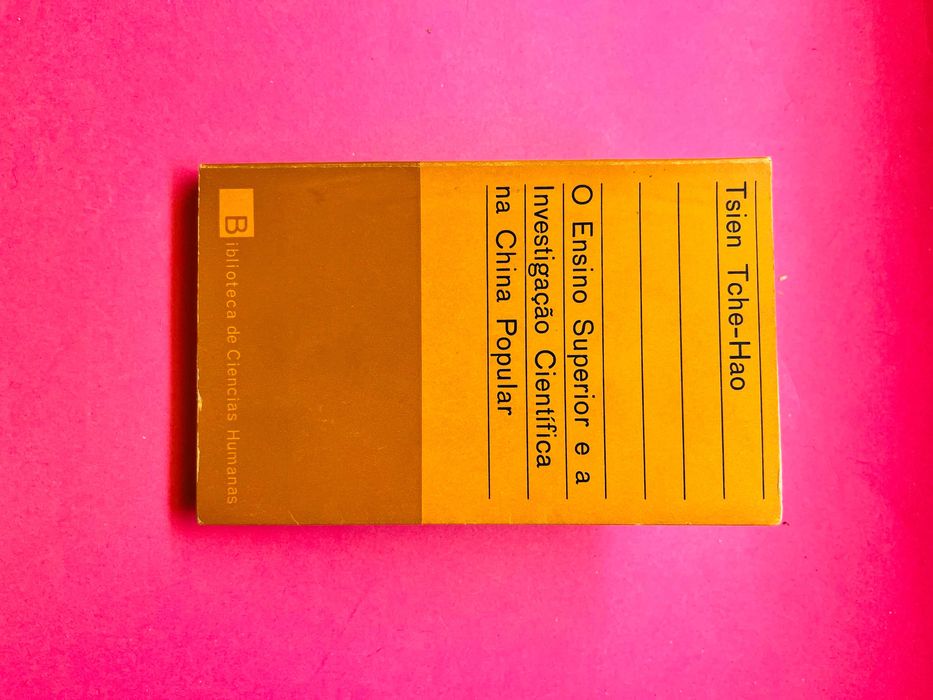 Tsien Tche-Hao
O Ensino Superior e a
Investigação Científica
na China Popular
Biblioteca de Ciencias Humanas